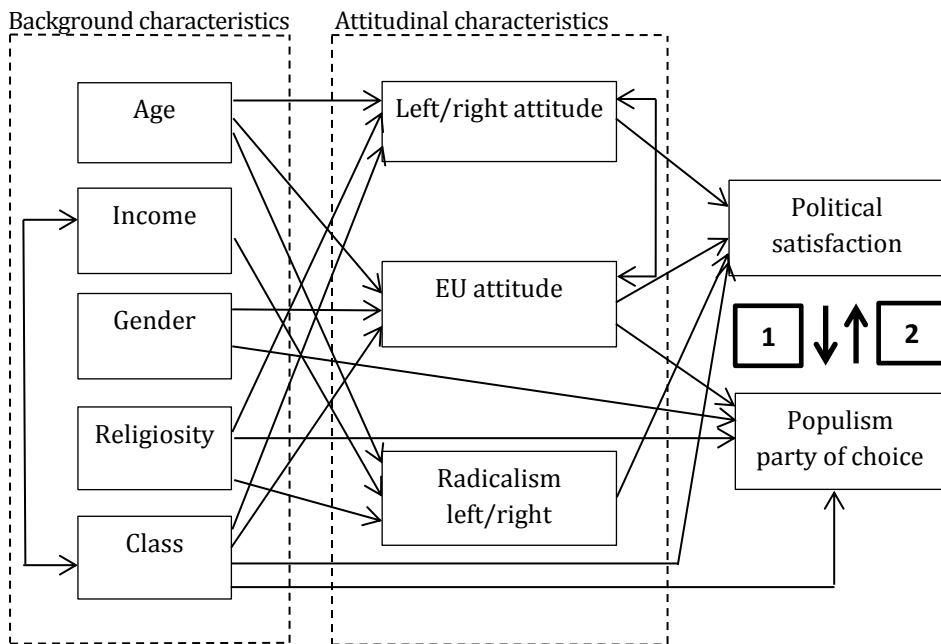 Background characteristics
Attitudinal characteristics
Age
Income
Gender
Religiosity
Class
Left/right attitude
EU attitude
Radicalism
left/right
Political
satisfaction
1
2
Populism
party of choice